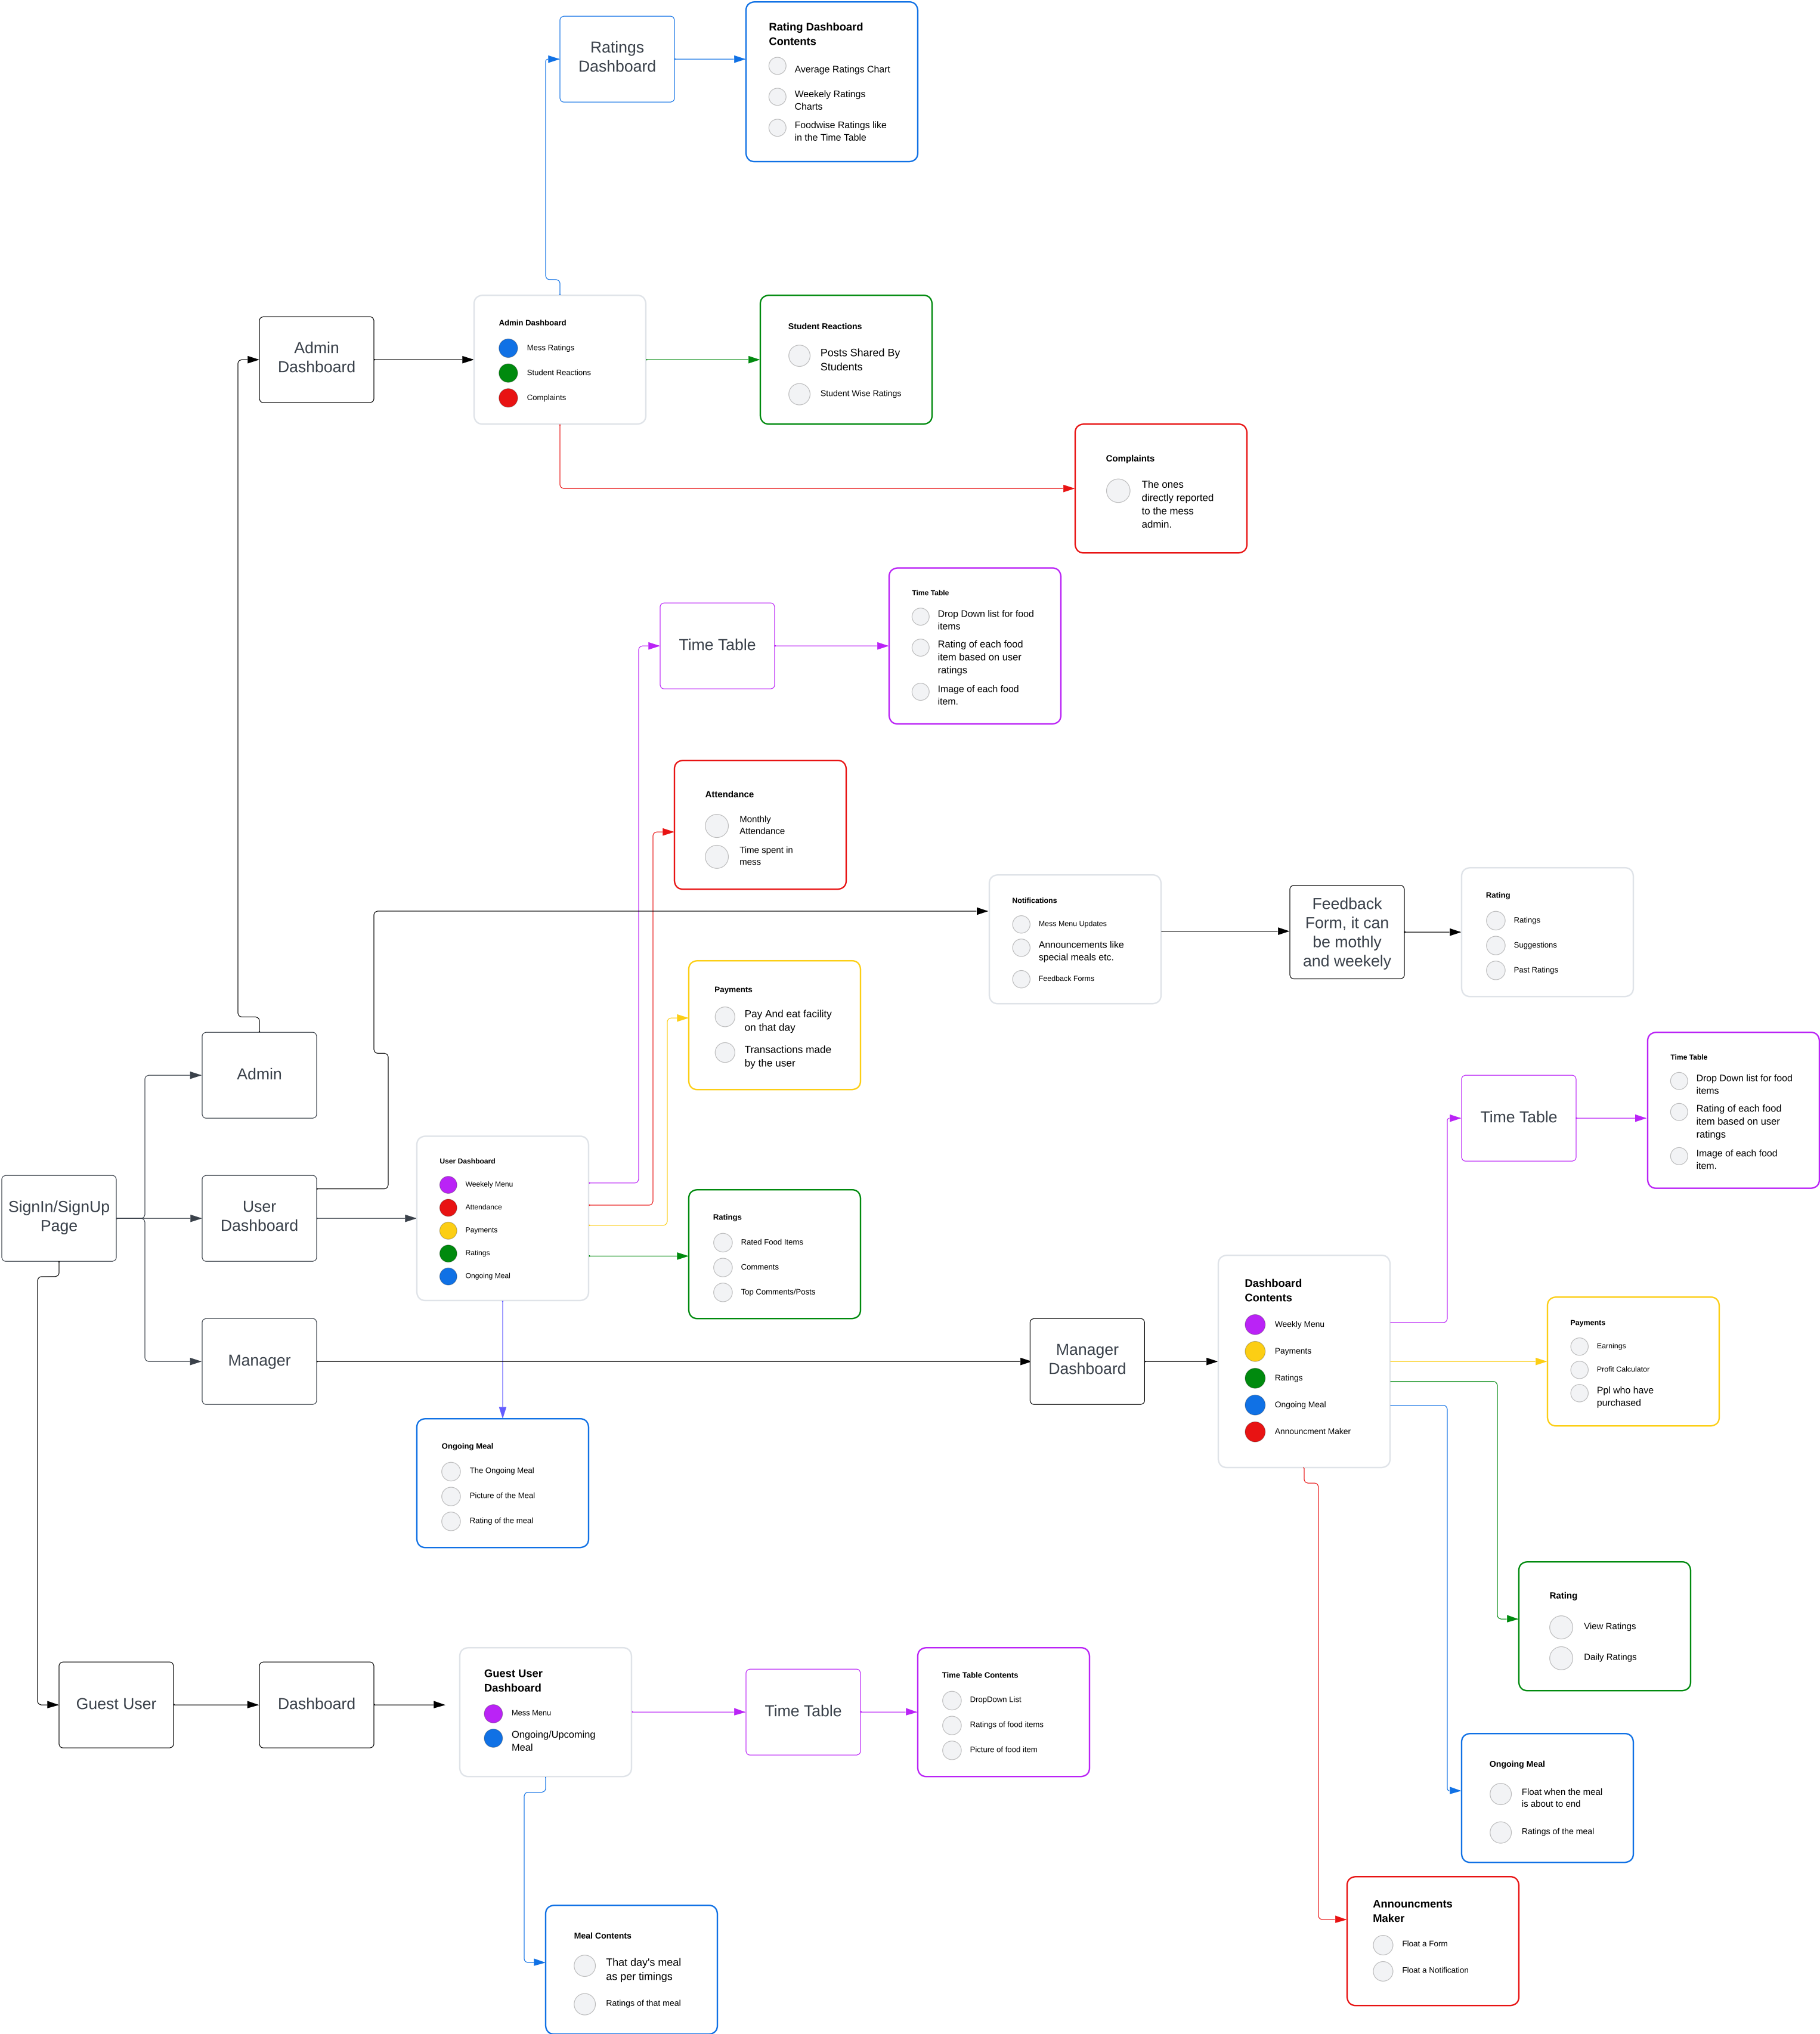 Ratings
Dashboard
Rating Dashboard
Contents
Average Ratings Chart
Weekely Ratings
Charts
Foodwise Ratings like
in the Time Table
Admin
Dashboard
Admin Dashboard
Mess Ratings
Student Reactions
Complaints
Student Reactions
Posts Shared By
Students
Student Wise Ratings
Complaints
The ones
directly reported
to the mess
admin.
Time Table
Time Table
Drop Down list for food
items
Rating of each food
item based on user
ratings
Image of each food
item.
Attendance
Monthly
Attendance
Time spent in
mess
Notifications
Mess Menu Updates
Announcements like
special meals etc.
Feedback Forms
Feedback
Form, it can
be mothly
and weekely
Rating
Ratings
Suggestions
Past Ratings
Payments
Pay And eat facility
on that day
Transactions made
by the user
Admin
Time Table
Time Table
Drop Down list for food
items
Rating of each food
item based on user
ratings
Image of each food
item.
SignIn/SignUp
Page
User
Dashboard
User Dashboard
Weekely Menu
Attendance
Payments
Ratings
Ongoing Meal
Ratings
Rated Food Items
Comments
Top Comments/Posts
Manager
Manager
Dashboard
Dashboard
Contents
Weekly Menu
Payments
Ratings
Ongoing Meal
Announcment Maker
Payments
Earnings
Profit Calculator
Ppl who have
purchased
Ongoing Meal
The Ongoing Meal
Picture of the Meal
Rating of the meal
Rating
View Ratings
Daily Ratings
Guest User
Dashboard
Guest User
Dashboard
Mess Menu
Ongoing/Upcoming
Meal
Time Table
Time Table Contents
DropDown List
Ratings of food items
Picture of food item
Ongoing Meal
Float when the meal
is about to end
Ratings of the meal
Announcments
Maker
Float a Form
Float a Notification
Meal Contents
That day's meal
as per timings
Ratings of that meal